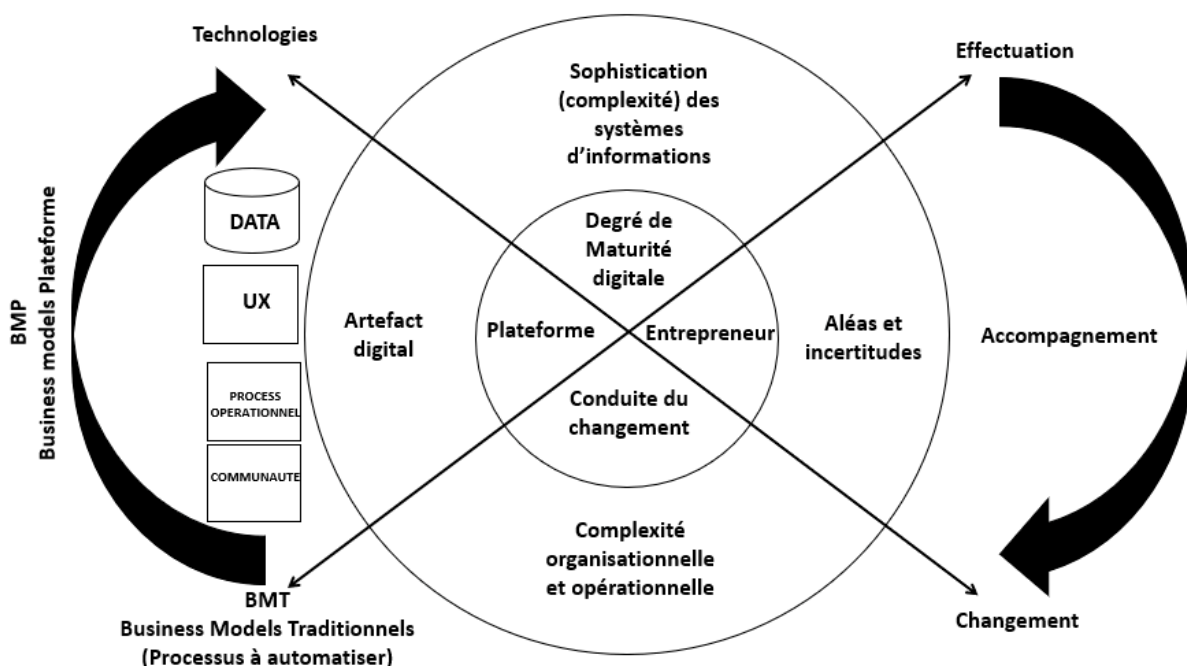 Technologies
Effectuation
Sophistication
(complexité) des
systèmes
d'informations
DATA
Degré de
Maturité
digitale
UX
BMP
Business models Plateforme
Artefact
digital
Plateforme
Entrepreneur
Aléas et
incertitudes
Accompagnement
PROCESS
OPERATIONNEL
Conduite du
changement
COMMUNAUTE
Complexité
organisationnelle
et opérationnelle
BMT
Business Models Traditionnels
(Processus à automatiser)
Changement